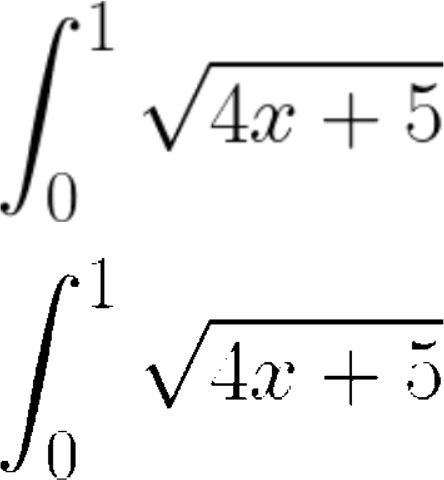 ∫₀¹ √(4x + 5)
∫₀¹ √(4x + 5)